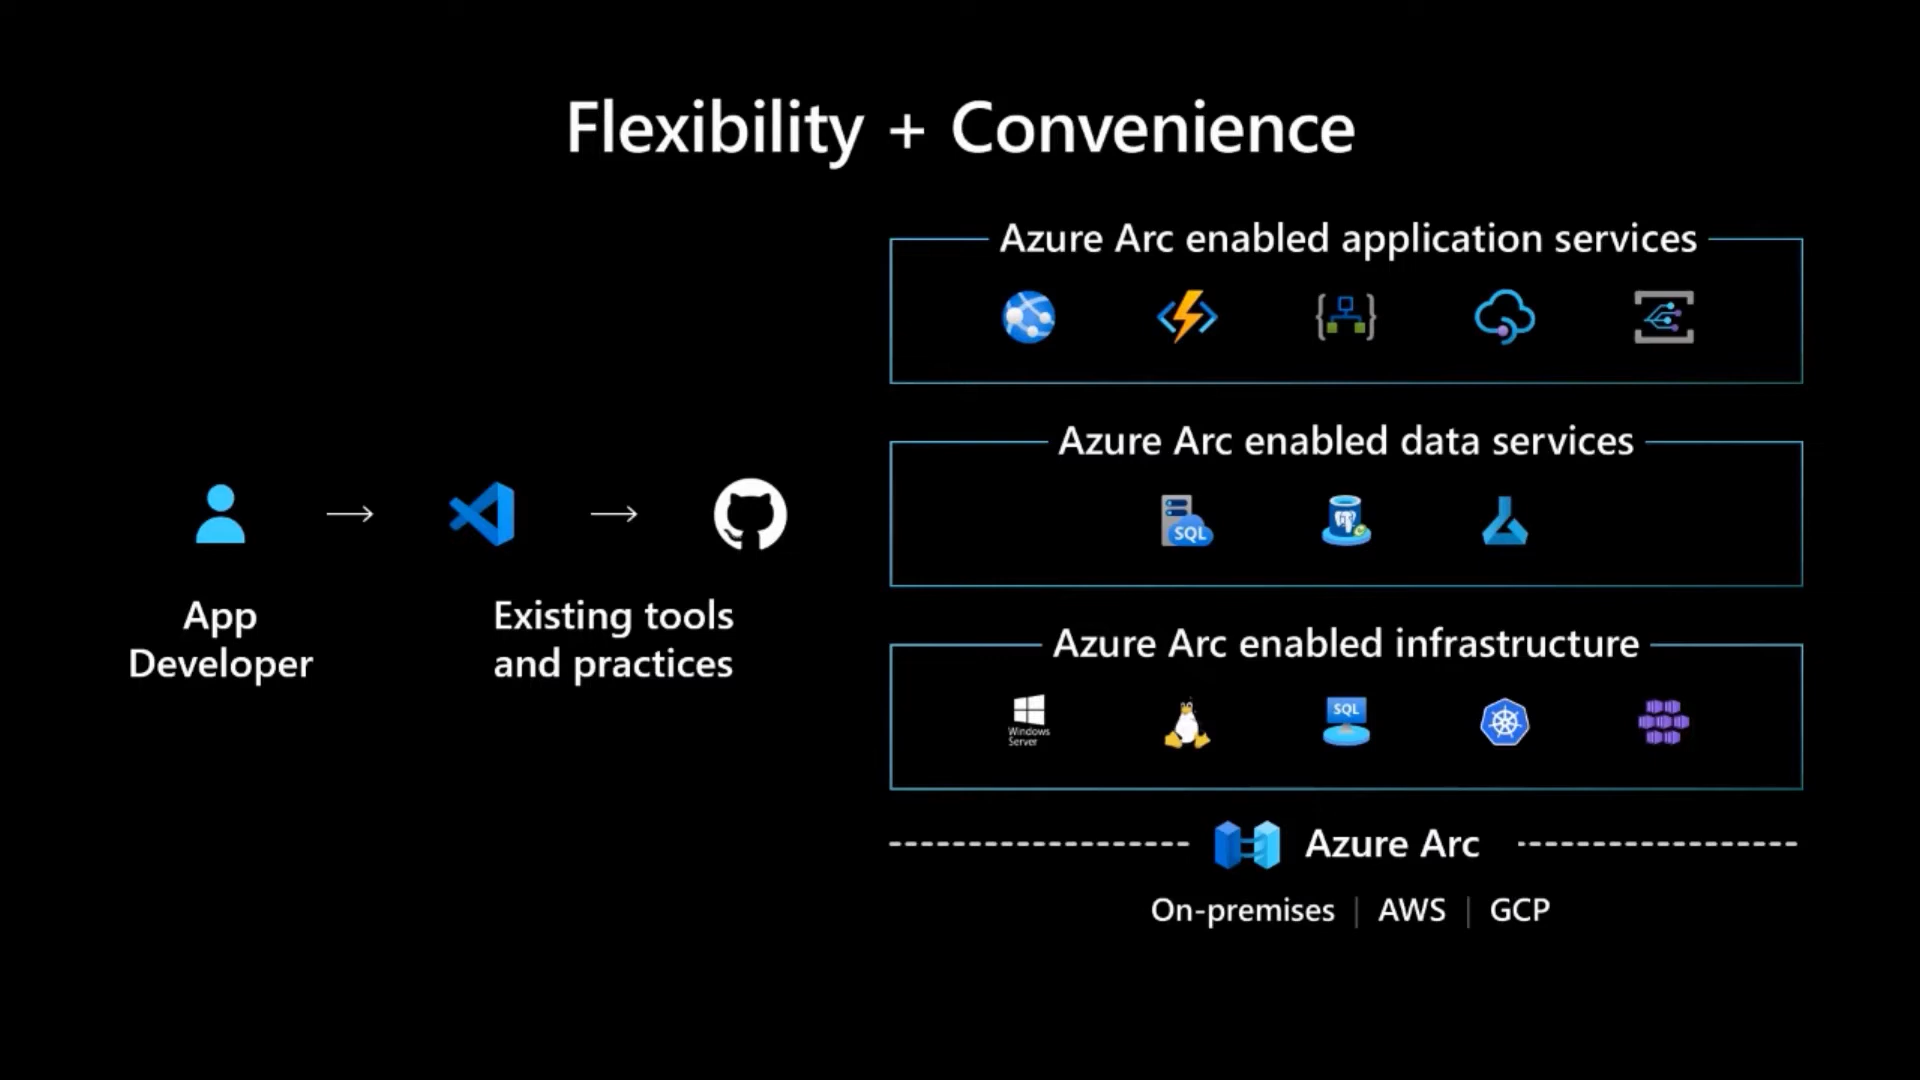 Flexibility + Convenience
Azure Arc enabled application services
Azure Arc enabled data services
SQL
App
Developer
Existing tools
and practices
Azure Arc enabled infrastructure
Windows
Server
SQL
Azure Arc
On-premises | AWS | GCP